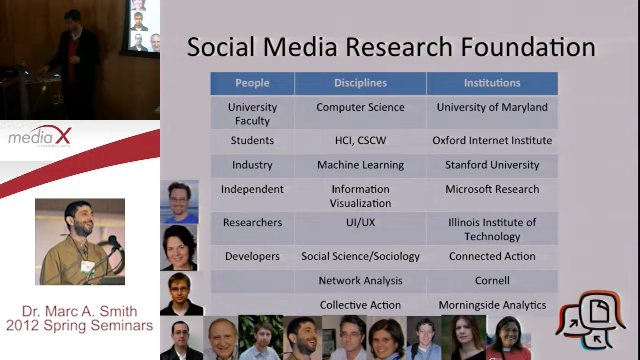 Social Media Research Foundation
People Disciplines Institutions
University Faculty Computer Science University of Maryland
Students HCI, CSCW Oxford Internet Institute
Industry Machine Learning Stanford University
Independent Information Visualization Microsoft Research
Researchers UI/UX Illinois Institute of Technology
Developers Social Science/Sociology Connected Action
Network Analysis Cornell
Collective Action Morningside Analytics
media X
Dr. Marc A. Smith
2012 Spring Seminars